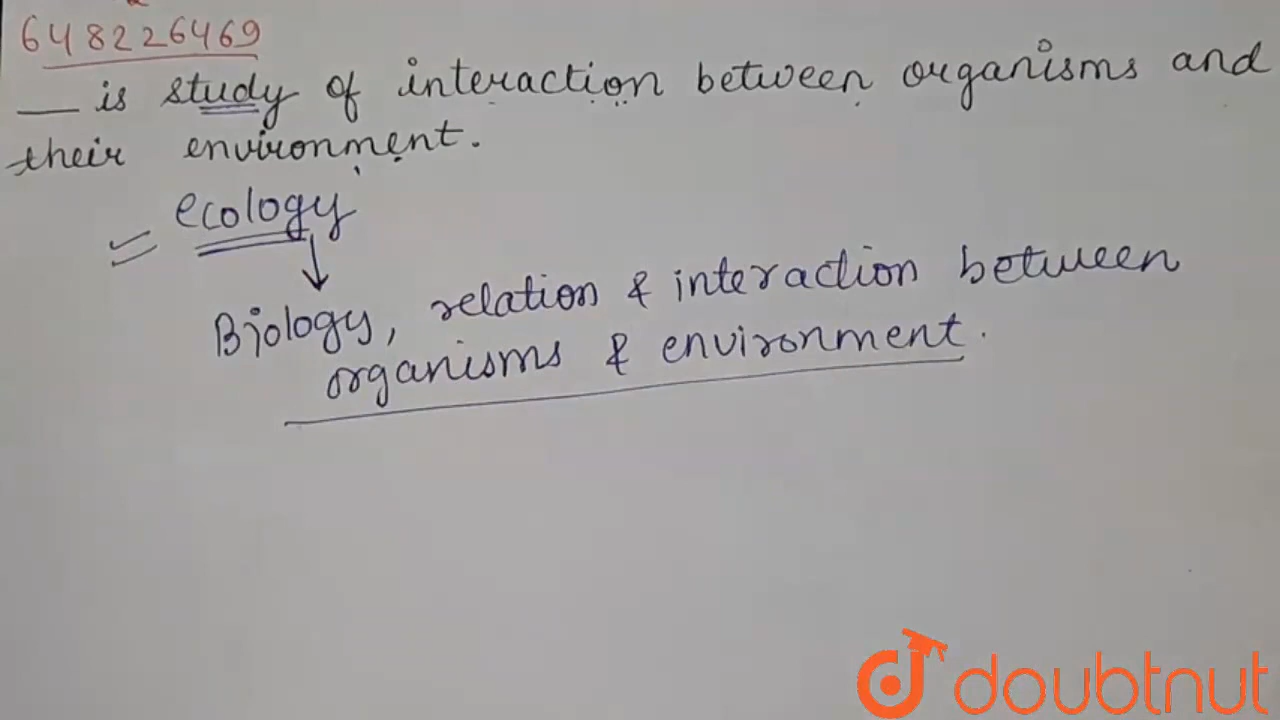 648226469
__ is study of interaction between organisms and
their environment.
= ecology
Biology, relation & interaction between
organisms & environment.
doubtnut